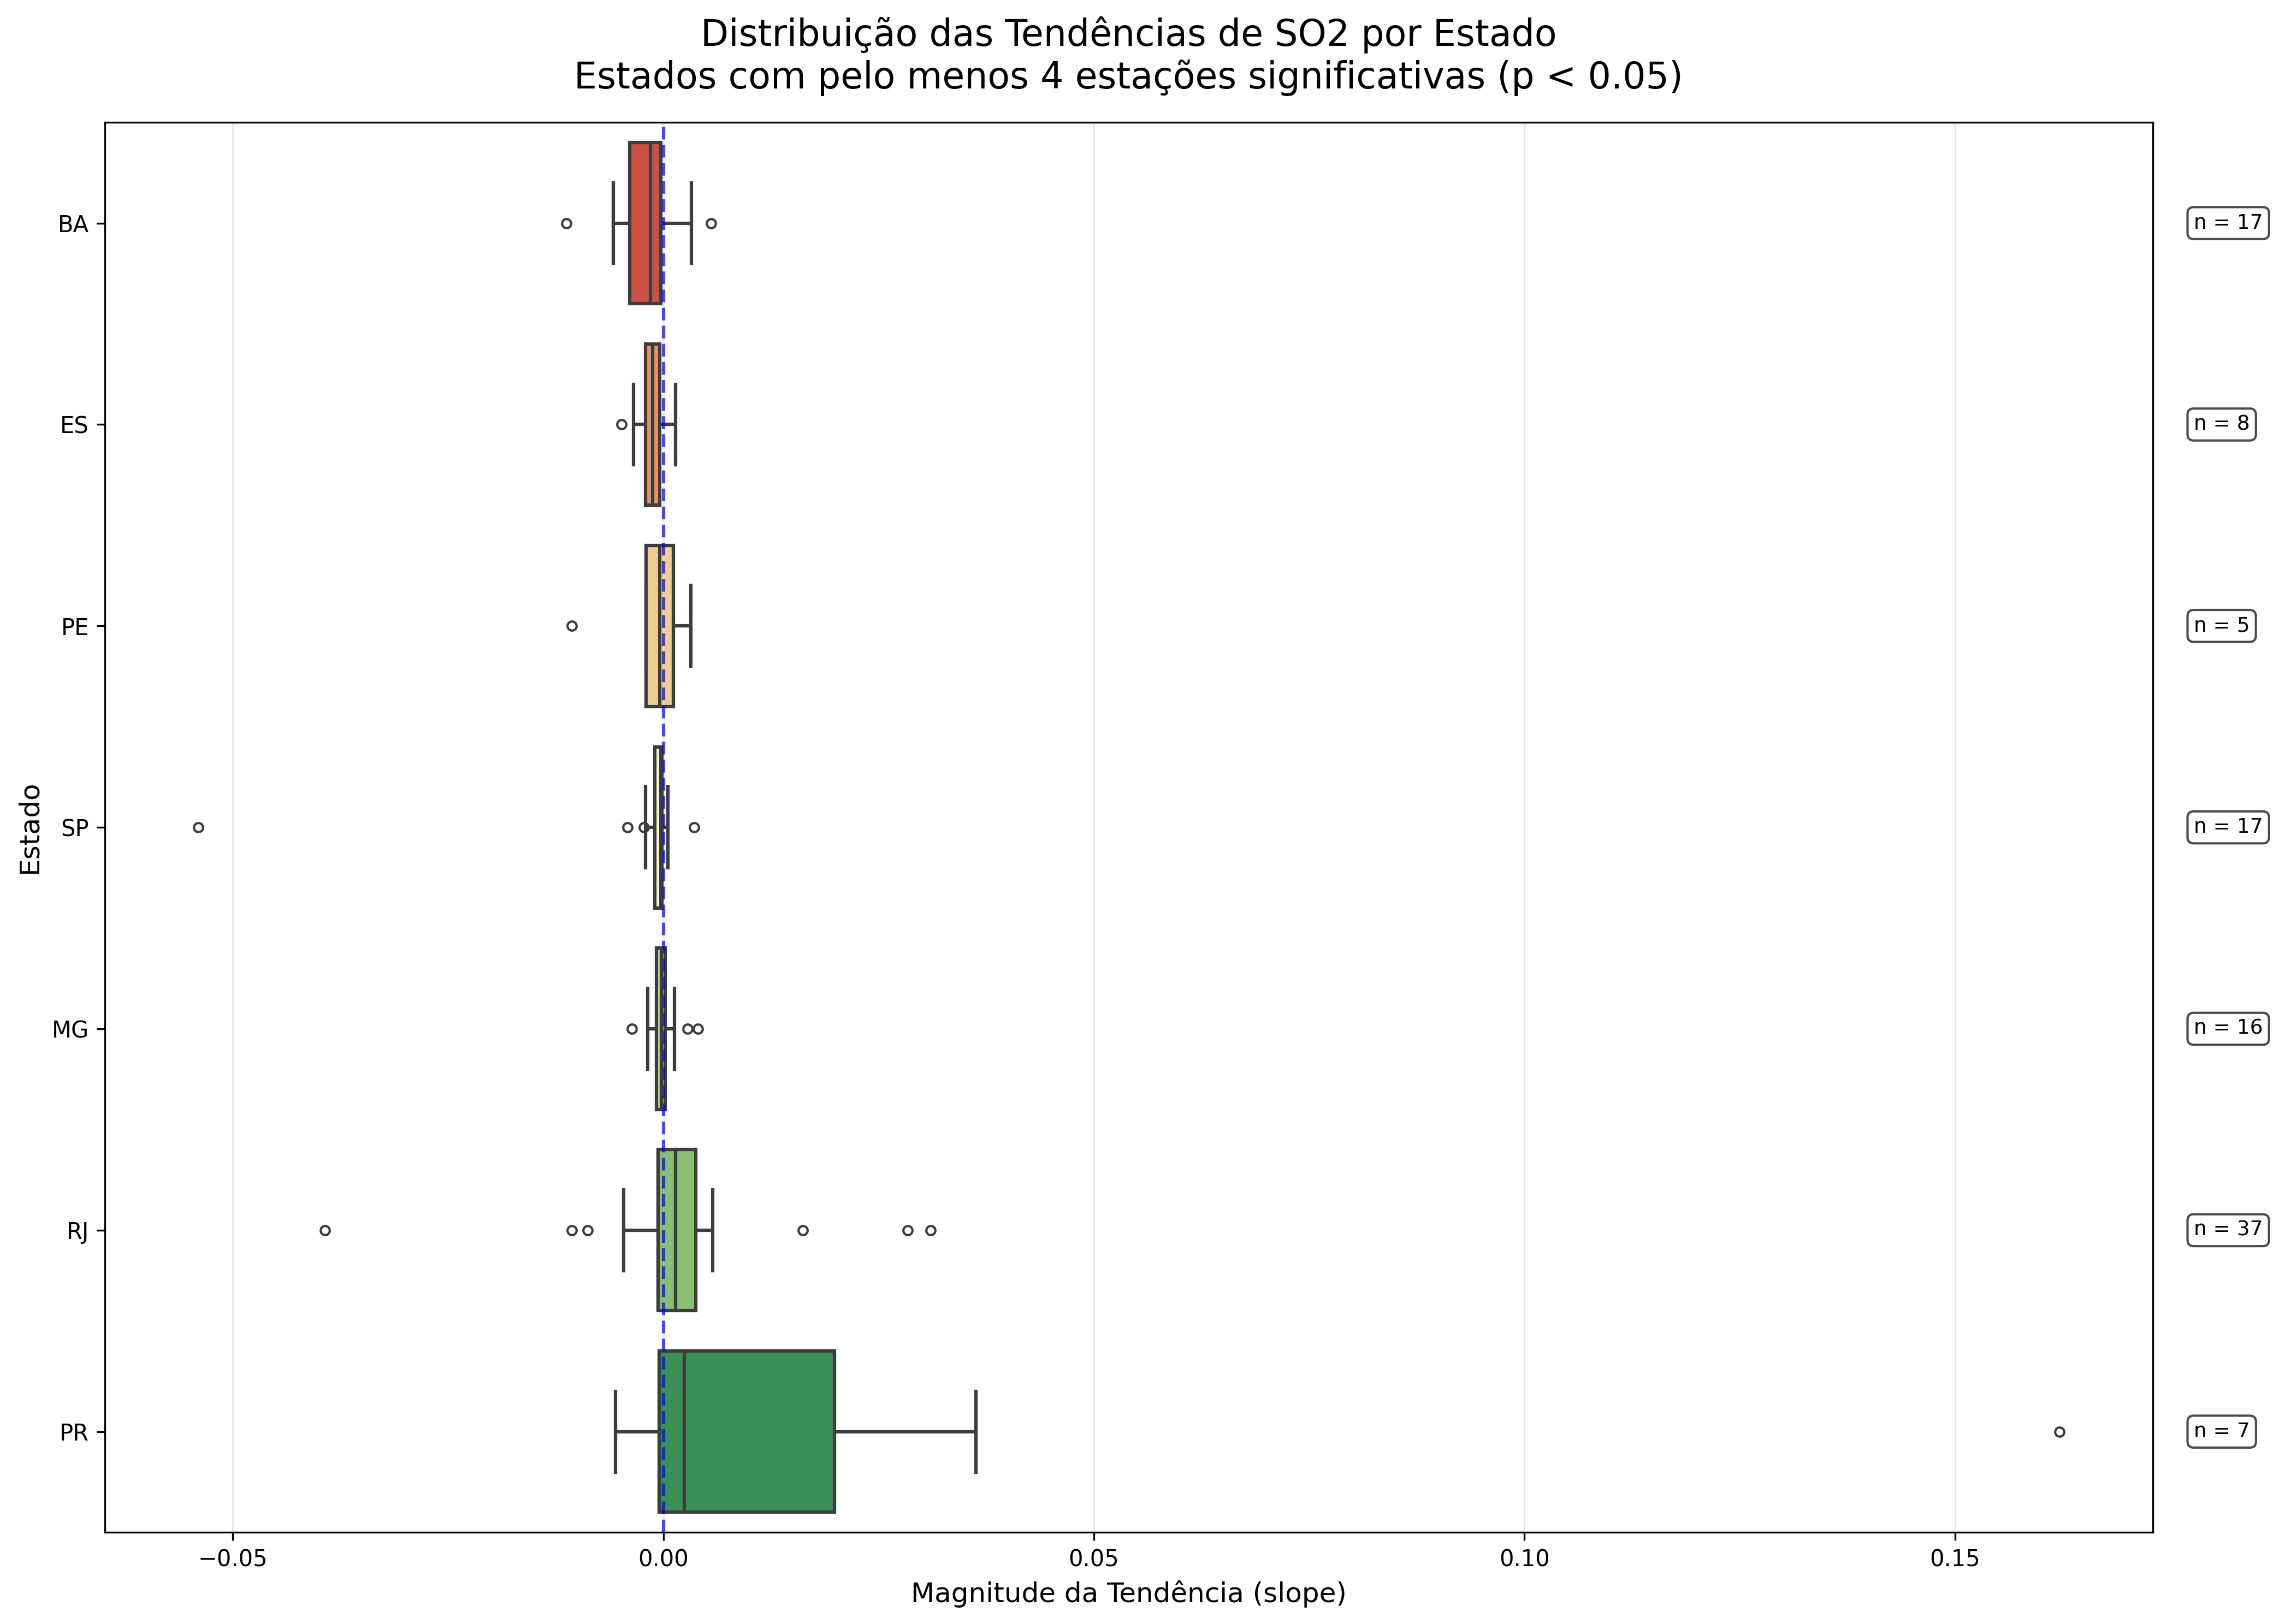 Distribuição das Tendências de SO2 por Estado
Estados com pelo menos 4 estações significativas (p < 0.05)
BA
n = 17
ES
n = 8
PE
n = 5
SP
n = 17
MG
n = 16
RJ
n = 37
PR
n = 7
Estado
−0.05
0.00
0.05
0.10
0.15
Magnitude da Tendência (slope)